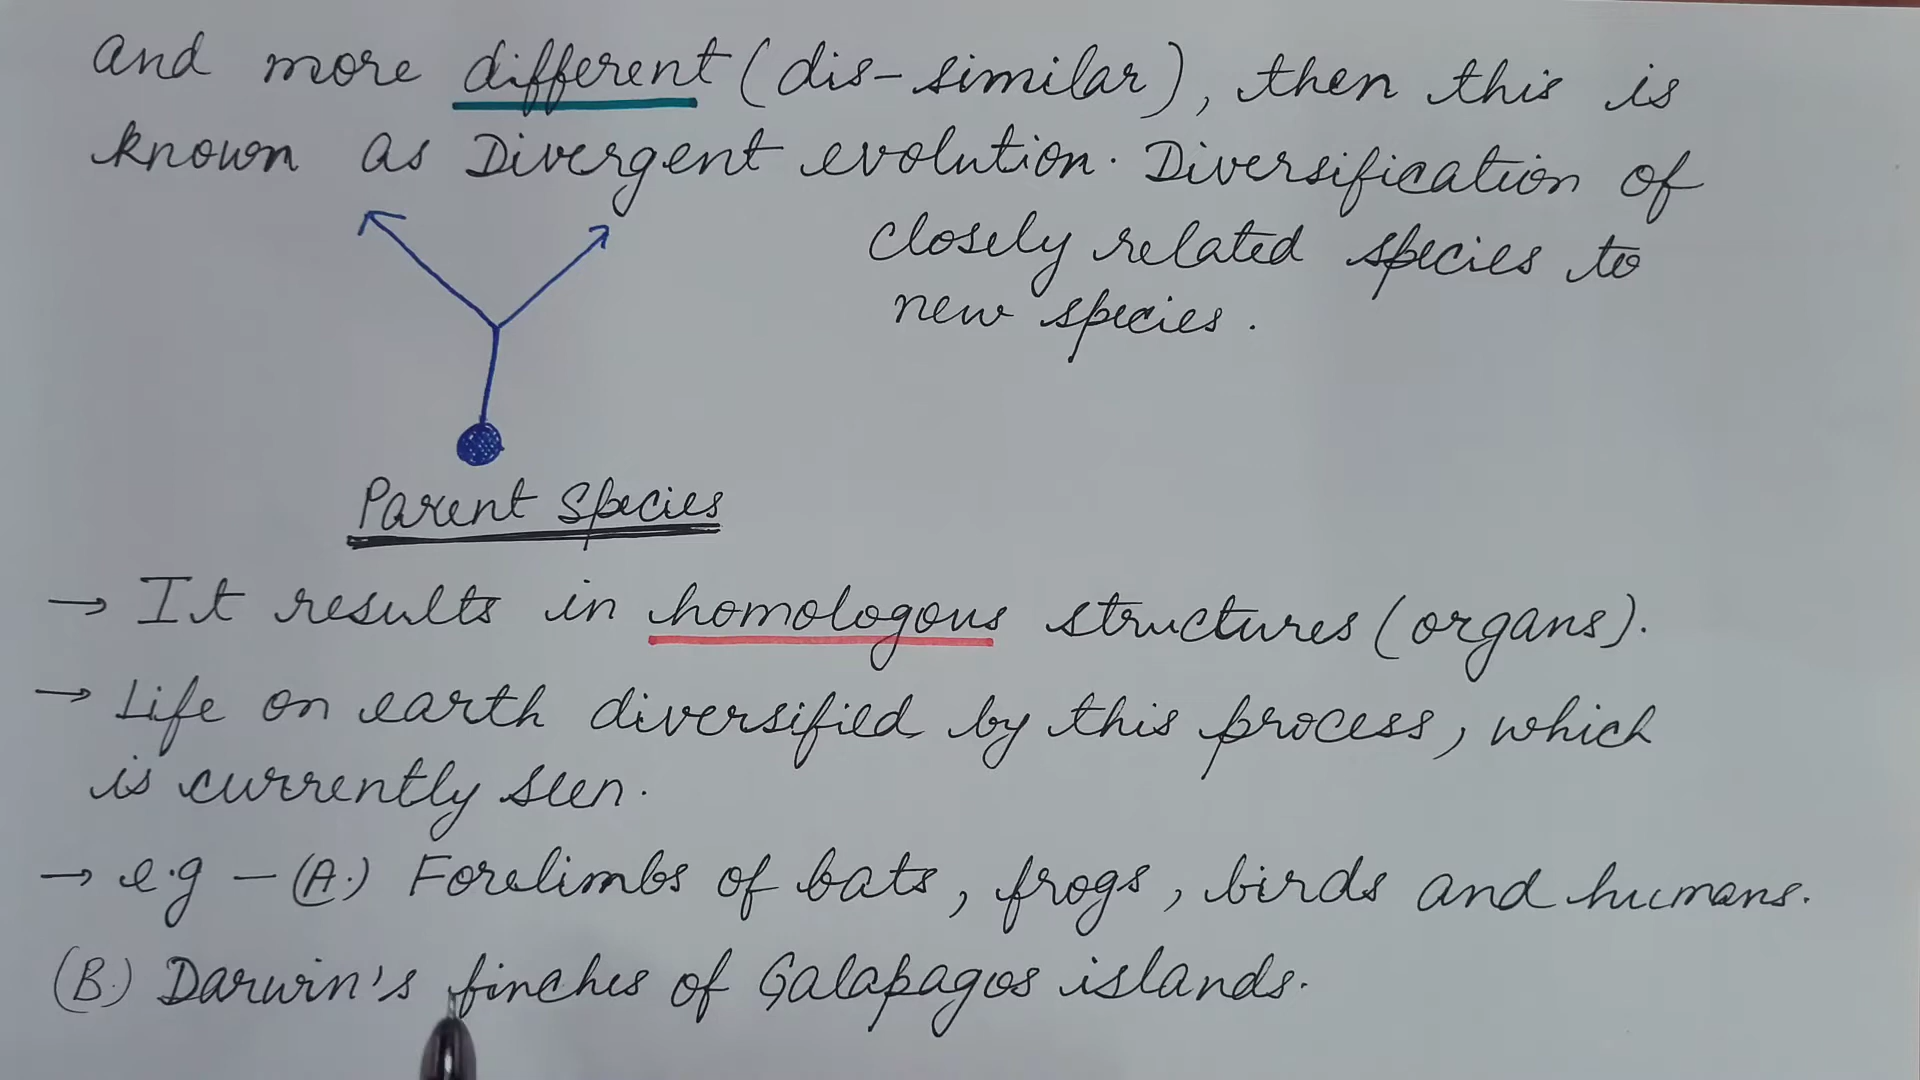 and more different (dis-similar), then this is
known as Divergent evolution. Diversification of
closely related species to
new species.
Parent Species
→ It results in homologous structures (organs).
→ Life on earth diversified by this process, which
is currently seen.
→ e.g - (A.) Forelimbs of bats, frogs, birds and humans.
(B.) Darwin's finches of Galapagos islands.